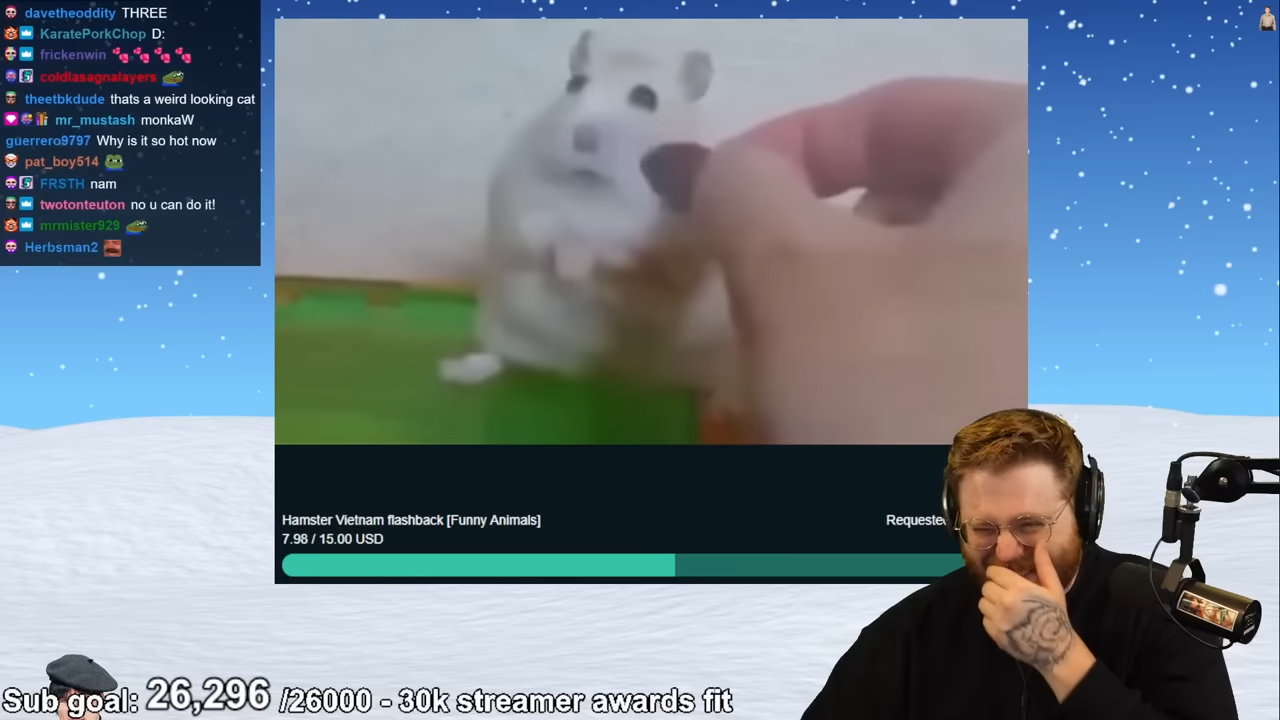 davetheoddity THREE
KaratePorkChop D:
frickenwin
coldlasagnalayers
theetbkdude thats a weird looking cat
mr_mustash monkaW
guerrero9797 Why is it so hot now
pat_boy514
FRSTH nam
twotonteuton no u can do it!
mrmister929
Herbsman2
Hamster Vietnam flashback [Funny Animals]
Requested
7.98 / 15.00 USD
Sub goal: 26,296 /26000 - 30k streamer awards fit